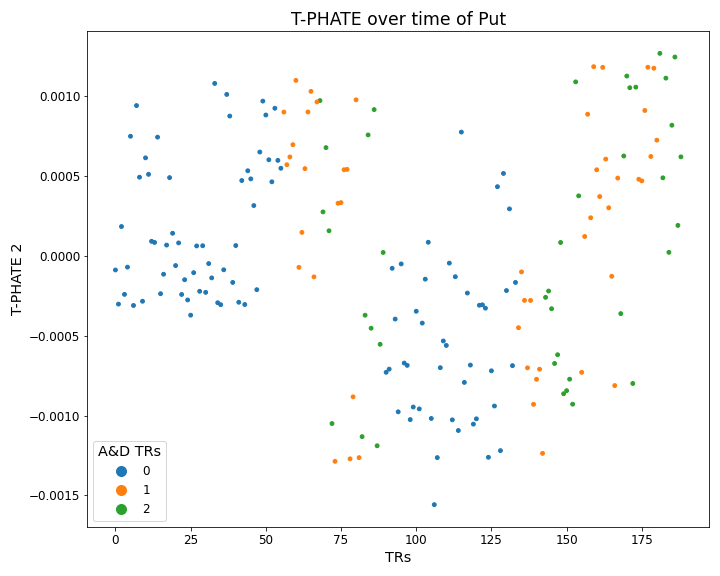 T-PHATE over time of Put
T-PHATE 2
0.0010
0.0005
0.0000
−0.0005
−0.0010
−0.0015
A&D TRs
0
1
2
0 25 50 75 100 125 150 175
TRs